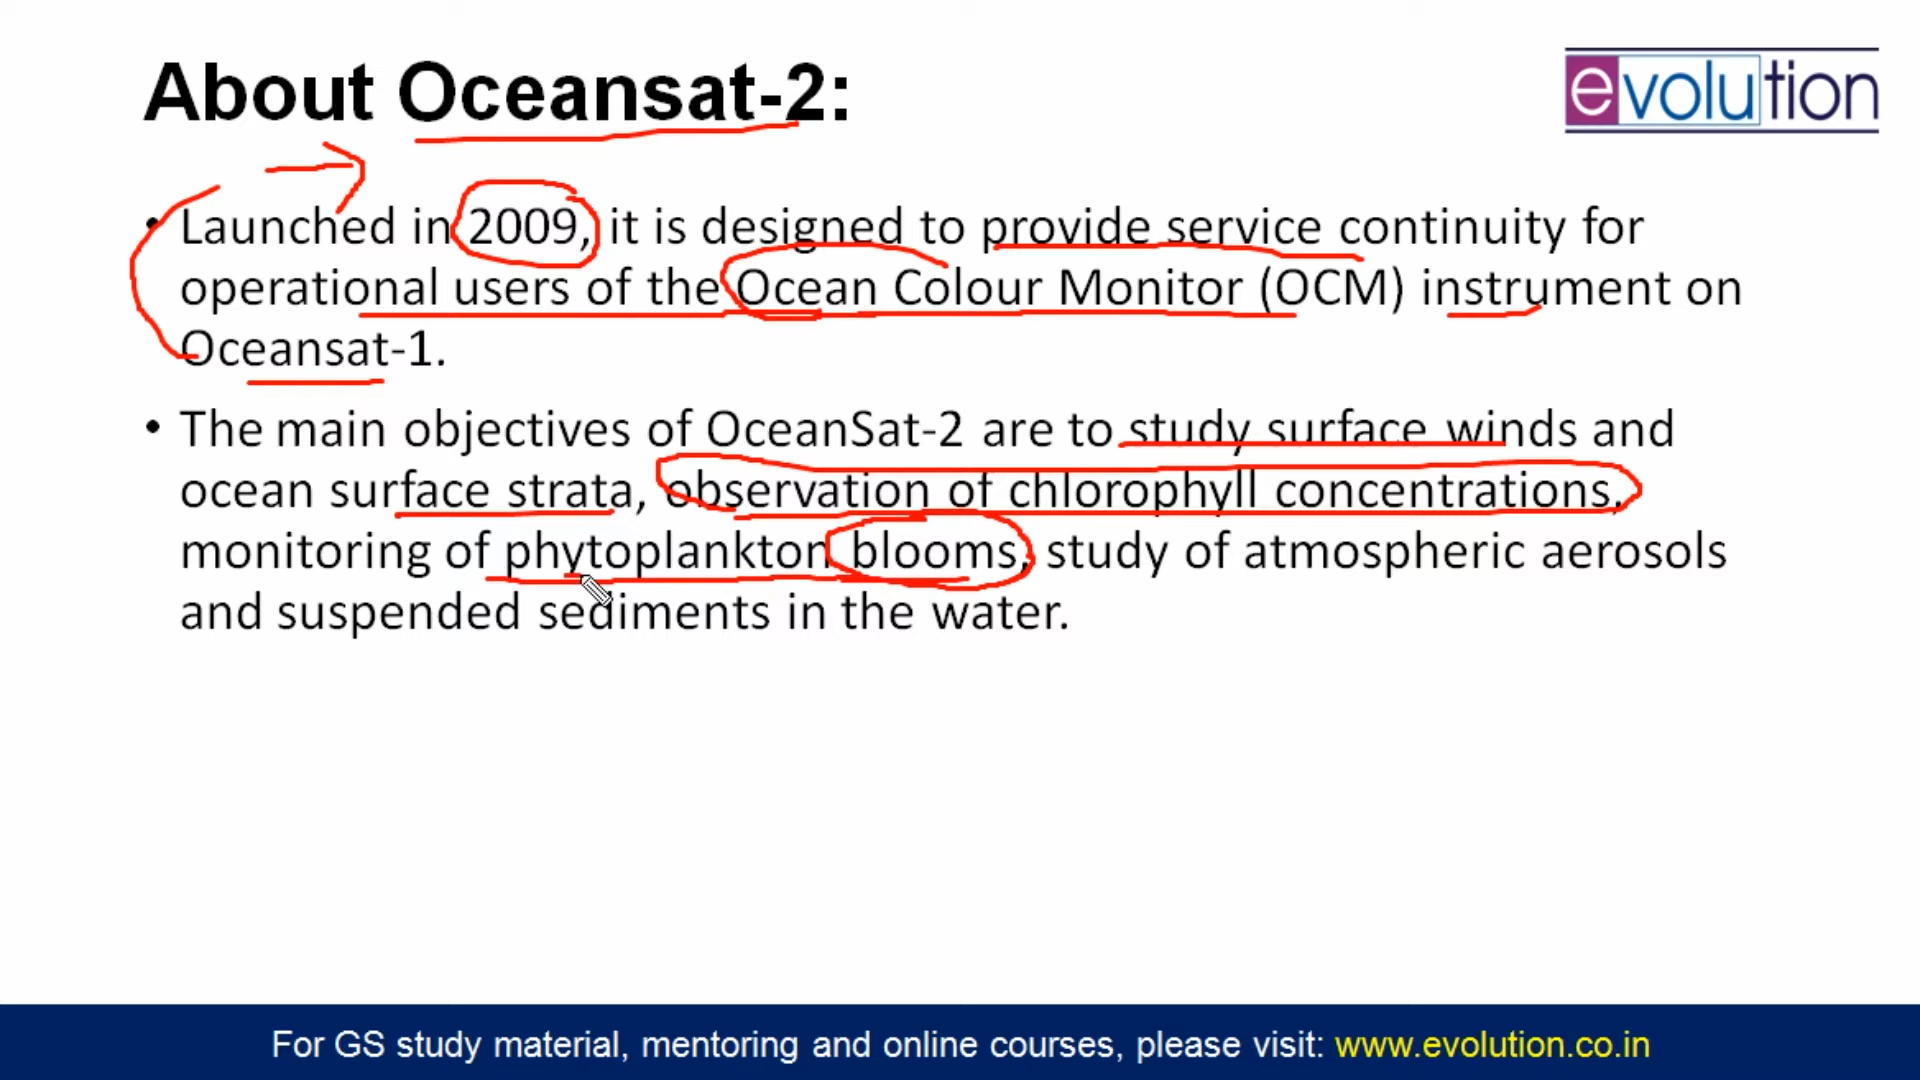 About Oceansat-2:
evolution
• Launched in 2009, it is designed to provide service continuity for
operational users of the Ocean Colour Monitor (OCM) instrument on
Oceansat-1.
• The main objectives of OceanSat-2 are to study surface winds and
ocean surface strata, observation of chlorophyll concentrations,
monitoring of phytoplankton blooms, study of atmospheric aerosols
and suspended sediments in the water.
For GS study material, mentoring and online courses, please visit: www.evolution.co.in